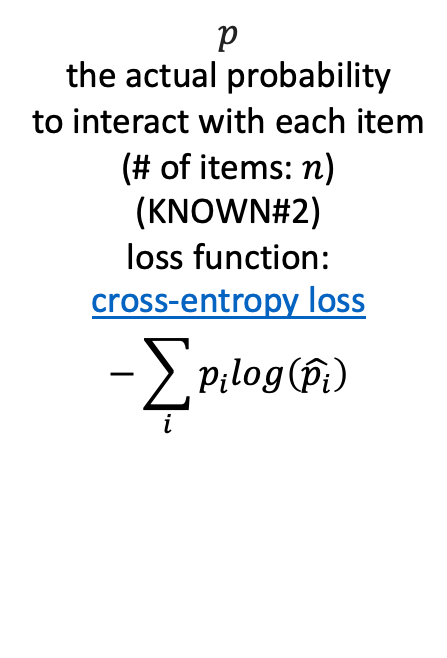 p
the actual probability
to interact with each item
(# of items: n)
(KNOWN#2)
loss function:
cross-entropy loss
−∑ᵢ pᵢlog(p̂ᵢ)